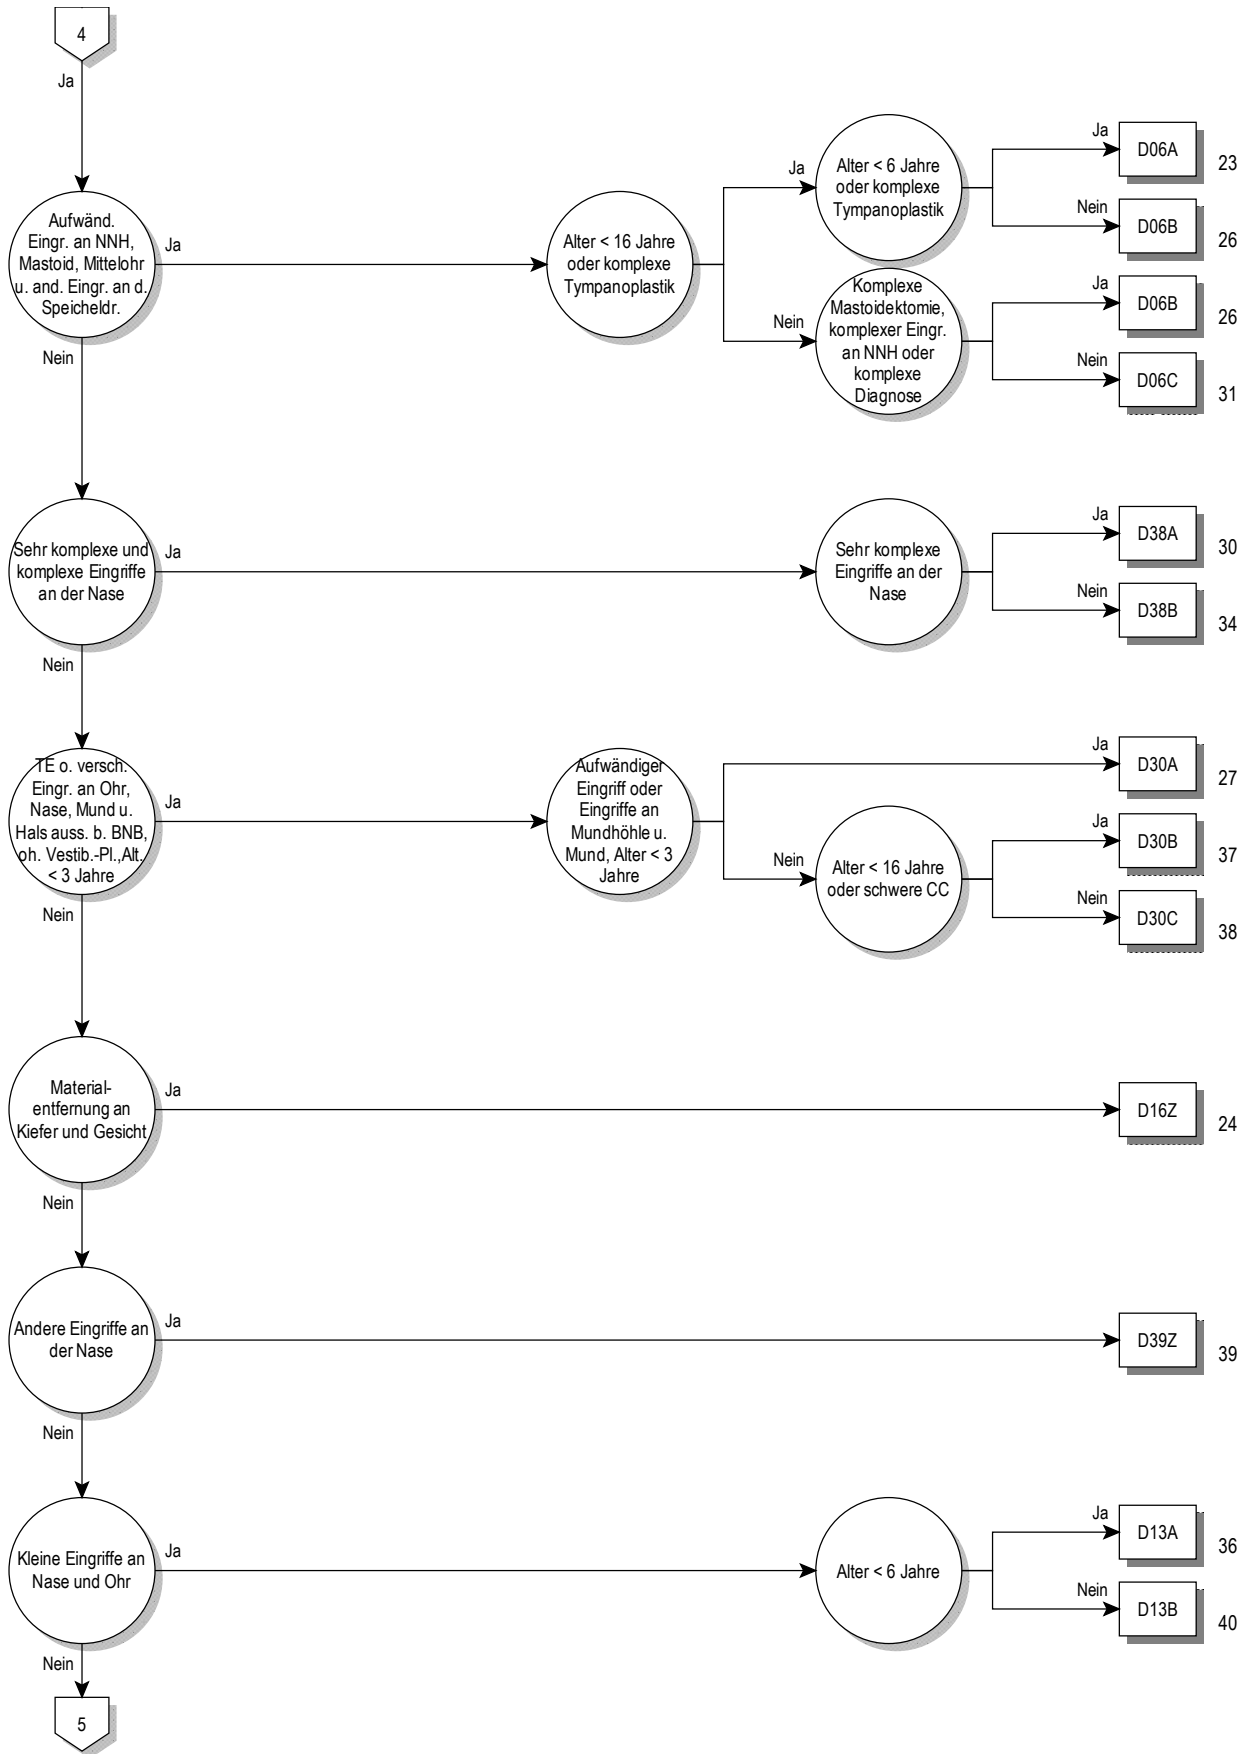 4
Ja
Aufwänd.
Eingr. an NNH,
Mastoid, Mittelohr
u. and. Eingr. an d.
Speicheldr.
Ja
Alter < 16 Jahre
oder komplexe
Tympanoplastik
Ja
Alter < 6 Jahre
oder komplexe
Tympanoplastik
Ja
D06A
23
Nein
D06B
26
Nein
Komplexe
Mastoidektomie,
komplexer Eingr.
an NNH oder
komplexe
Diagnose
Ja
D06B
26
Nein
D06C
31
Nein
Sehr komplexe und
komplexe Eingriffe
an der Nase
Ja
Sehr komplexe
Eingriffe an der
Nase
Ja
D38A
30
Nein
D38B
34
Nein
TE o. versch.
Eingr. an Ohr,
Nase, Mund u.
Hals auss. b. BNB,
oh. Vestib.-Pl.,Alt.
< 3 Jahre
Ja
Aufwändiger
Eingriff oder
Eingriffe an
Mundhöhle u.
Mund, Alter < 3
Jahre
Ja
D30A
27
Nein
Alter < 16 Jahre
oder schwere CC
Ja
D30B
37
Nein
D30C
38
Nein
Material-
entfernung an
Kiefer und Gesicht
Ja
D16Z
24
Nein
Andere Eingriffe an
der Nase
Ja
D39Z
39
Nein
Kleine Eingriffe an
Nase und Ohr
Ja
Alter < 6 Jahre
Ja
D13A
36
Nein
D13B
40
Nein
5